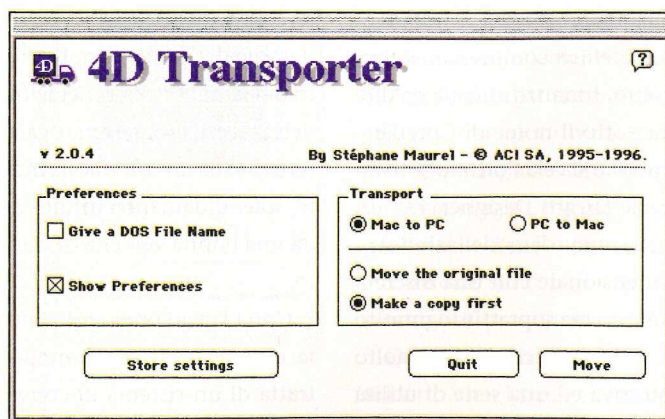 4D 4D Transporter ?
v 2.0.4 By Stéphane Maurel - © ACI SA, 1995-1996.
Preferences
Give a DOS File Name
Show Preferences
Transport
Mac to PC PC to Mac
Move the original file
Make a copy first
Store settings Quit Move